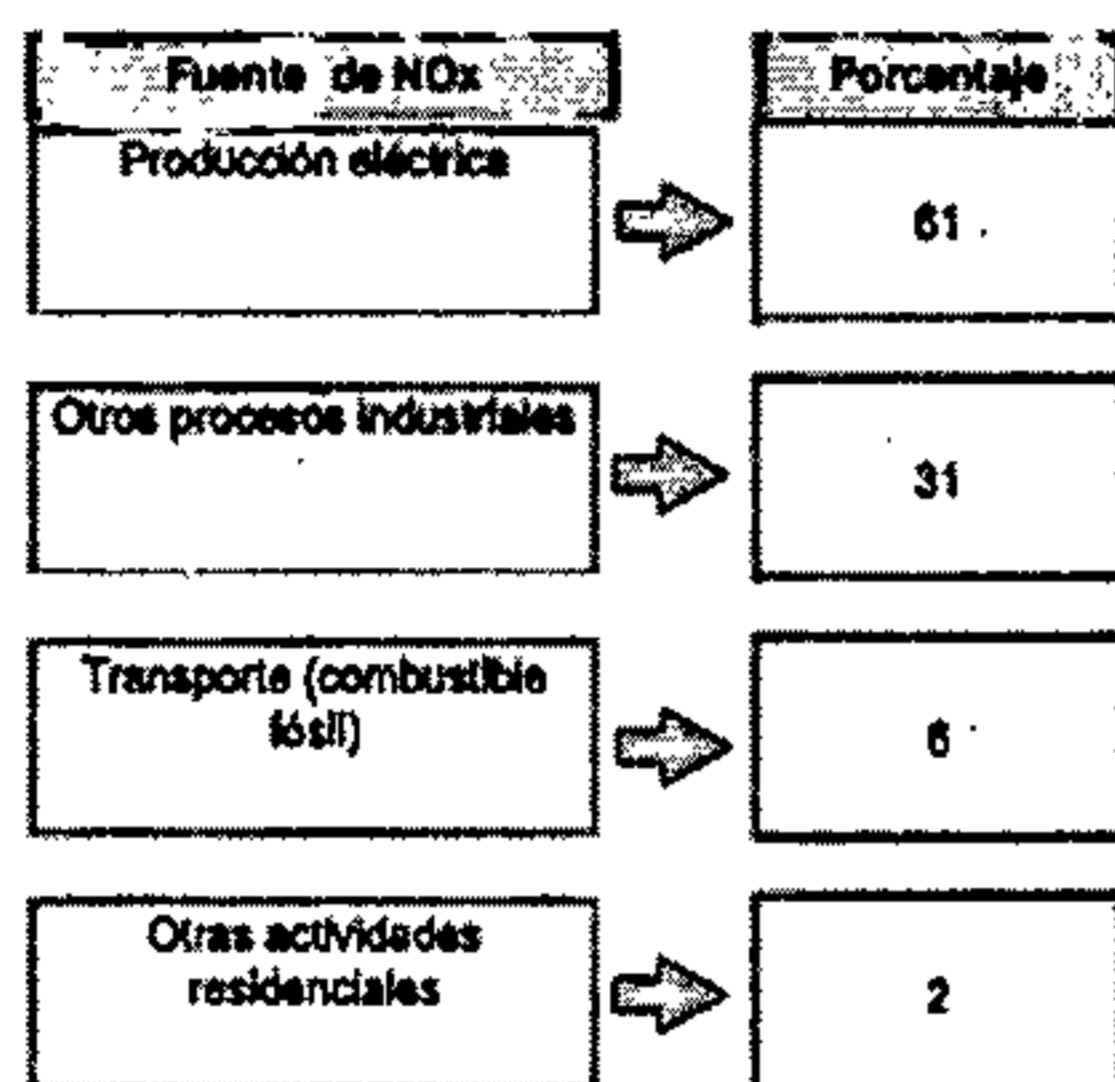 Fuente de NOx
Porcentaje
Producción eléctrica
61
Otros procesos industriales
31
Transporte (combustible
fósil)
6
Otras actividades
residenciales
2